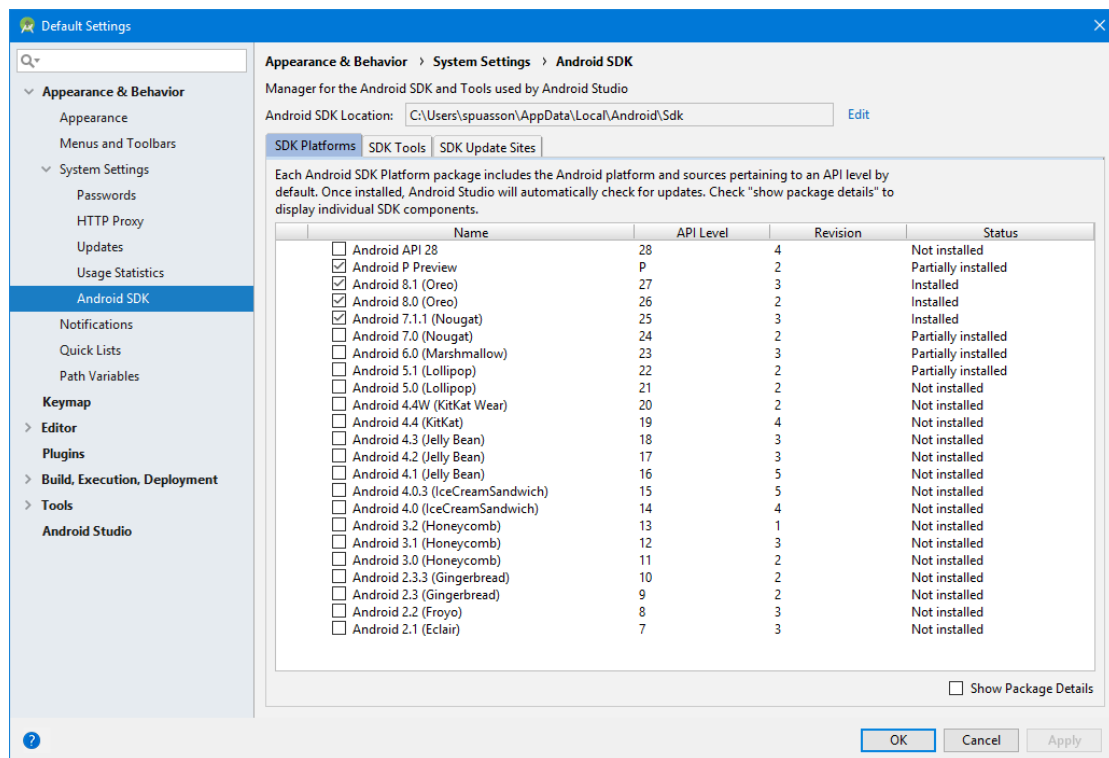 Default Settings
Appearance & Behavior
Appearance
Menus and Toolbars
System Settings
Passwords
HTTP Proxy
Updates
Usage Statistics
Android SDK
Notifications
Quick Lists
Path Variables
Keymap
Editor
Plugins
Build, Execution, Deployment
Tools
Android Studio
Appearance & Behavior › System Settings › Android SDK
Manager for the Android SDK and Tools used by Android Studio
Android SDK Location: C:\Users\spuasson\AppData\Local\Android\Sdk Edit
SDK Platforms SDK Tools SDK Update Sites
Each Android SDK Platform package includes the Android platform and sources pertaining to an API level by
default. Once installed, Android Studio will automatically check for updates. Check "show package details" to
display individual SDK components.
Name API Level Revision Status
Android API 28 28 4 Not installed
Android P Preview P 2 Partially installed
Android 8.1 (Oreo) 27 3 Installed
Android 8.0 (Oreo) 26 2 Installed
Android 7.1.1 (Nougat) 25 3 Installed
Android 7.0 (Nougat) 24 2 Partially installed
Android 6.0 (Marshmallow) 23 3 Partially installed
Android 5.1 (Lollipop) 22 2 Partially installed
Android 5.0 (Lollipop) 21 2 Not installed
Android 4.4W (KitKat Wear) 20 2 Not installed
Android 4.4 (KitKat) 19 4 Not installed
Android 4.3 (Jelly Bean) 18 3 Not installed
Android 4.2 (Jelly Bean) 17 3 Not installed
Android 4.1 (Jelly Bean) 16 5 Not installed
Android 4.0.3 (IceCreamSandwich) 15 5 Not installed
Android 4.0 (IceCreamSandwich) 14 4 Not installed
Android 3.2 (Honeycomb) 13 1 Not installed
Android 3.1 (Honeycomb) 12 3 Not installed
Android 3.0 (Honeycomb) 11 2 Not installed
Android 2.3.3 (Gingerbread) 10 2 Not installed
Android 2.3 (Gingerbread) 9 2 Not installed
Android 2.2 (Froyo) 8 3 Not installed
Android 2.1 (Eclair) 7 3 Not installed
Show Package Details
? OK Cancel Apply